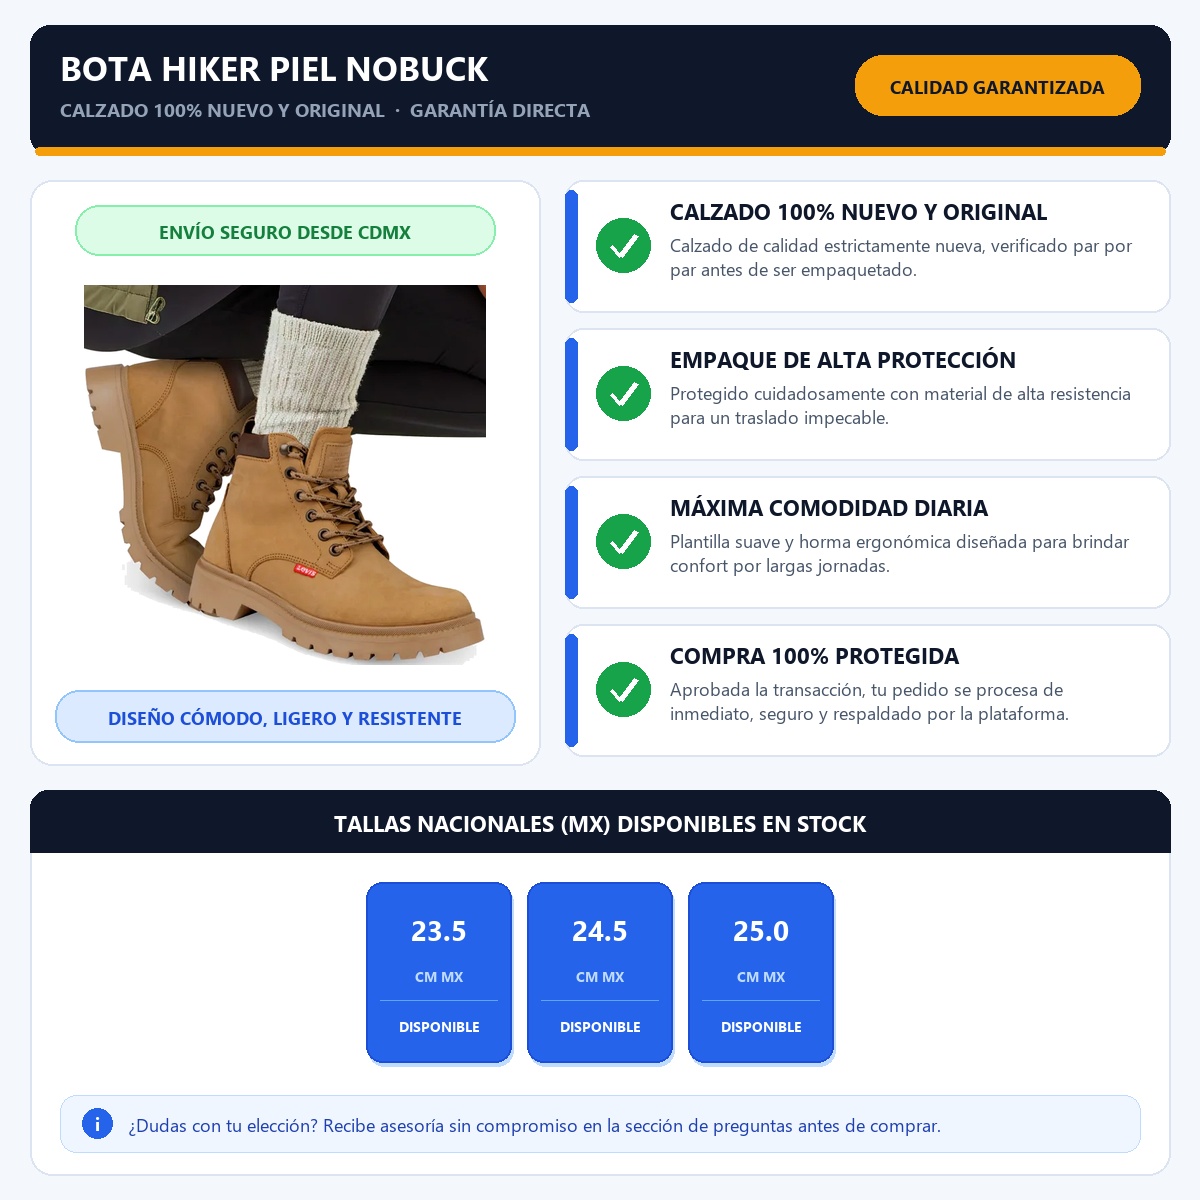 BOTA HIKER PIEL NOBUCK
CALZADO 100% NUEVO Y ORIGINAL · GARANTÍA DIRECTA
CALIDAD GARANTIZADA
ENVÍO SEGURO DESDE CDMX
Levi's
DISEÑO CÓMODO, LIGERO Y RESISTENTE
CALZADO 100% NUEVO Y ORIGINAL
Calzado de calidad estrictamente nueva, verificado par por
par antes de ser empaquetado.
EMPAQUE DE ALTA PROTECCIÓN
Protegido cuidadosamente con material de alta resistencia
para un traslado impecable.
MÁXIMA COMODIDAD DIARIA
Plantilla suave y horma ergonómica diseñada para brindar
confort por largas jornadas.
COMPRA 100% PROTEGIDA
Aprobada la transacción, tu pedido se procesa de
inmediato, seguro y respaldado por la plataforma.
TALLAS NACIONALES (MX) DISPONIBLES EN STOCK
23.5
CM MX
DISPONIBLE
24.5
CM MX
DISPONIBLE
25.0
CM MX
DISPONIBLE
¿Dudas con tu elección? Recibe asesoría sin compromiso en la sección de preguntas antes de comprar.